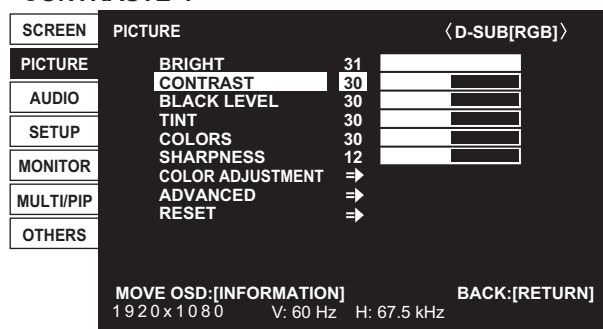 SCREEN
PICTURE
AUDIO
SETUP
MONITOR
MULTI/PIP
OTHERS
PICTURE 〈D-SUB[RGB]〉
BRIGHT 31
CONTRAST 30
BLACK LEVEL 30
TINT 30
COLORS 30
SHARPNESS 12
COLOR ADJUSTMENT
ADVANCED
RESET
MOVE OSD:[INFORMATION] BACK:[RETURN]
1920x1080 V: 60 Hz H: 67.5 kHz